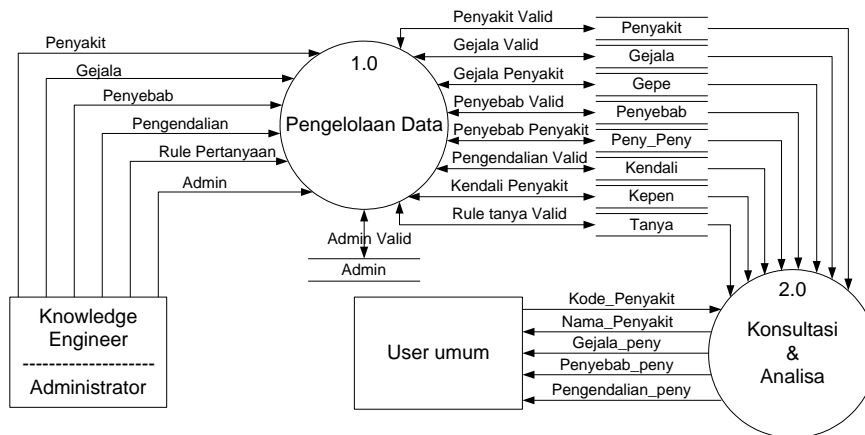 Penyakit
Gejala
Penyebab
Pengendalian
Rule Pertanyaan
Admin
1.0
Pengelolaan Data
Penyakit Valid
Gejala Valid
Gejala Penyakit
Penyebab Valid
Penyebab Penyakit
Pengendalian Valid
Kendali Penyakit
Rule tanya Valid
Penyakit
Gejala
Gepe
Penyebab
Peny_Peny
Kendali
Kepen
Tanya
Admin Valid
Admin
Knowledge
Engineer
--------------------
Administrator
User umum
Kode_Penyakit
Nama_Penyakit
Gejala_peny
Penyebab_peny
Pengendalian_peny
2.0
Konsultasi
&
Analisa